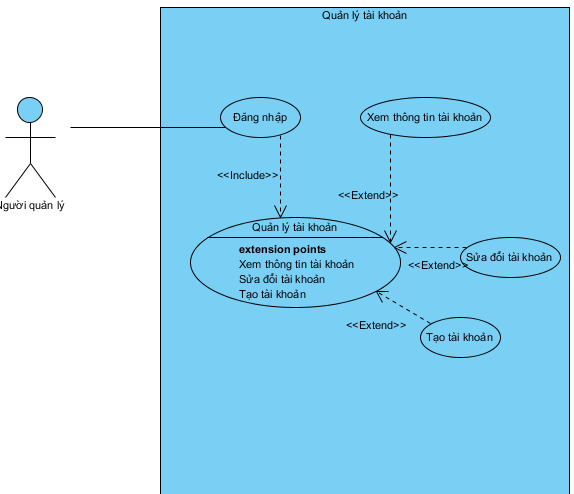 Quản lý tài khoản
Đăng nhập
Xem thông tin tài khoản
<<Include>>
<<Extend>>
Người quản lý
Quản lý tài khoản
extension points
Xem thông tin tài khoản
Sửa đổi tài khoản
Tạo tài khoản
Sửa đổi tài khoản
<<Extend>>
<<Extend>>
Tạo tài khoản